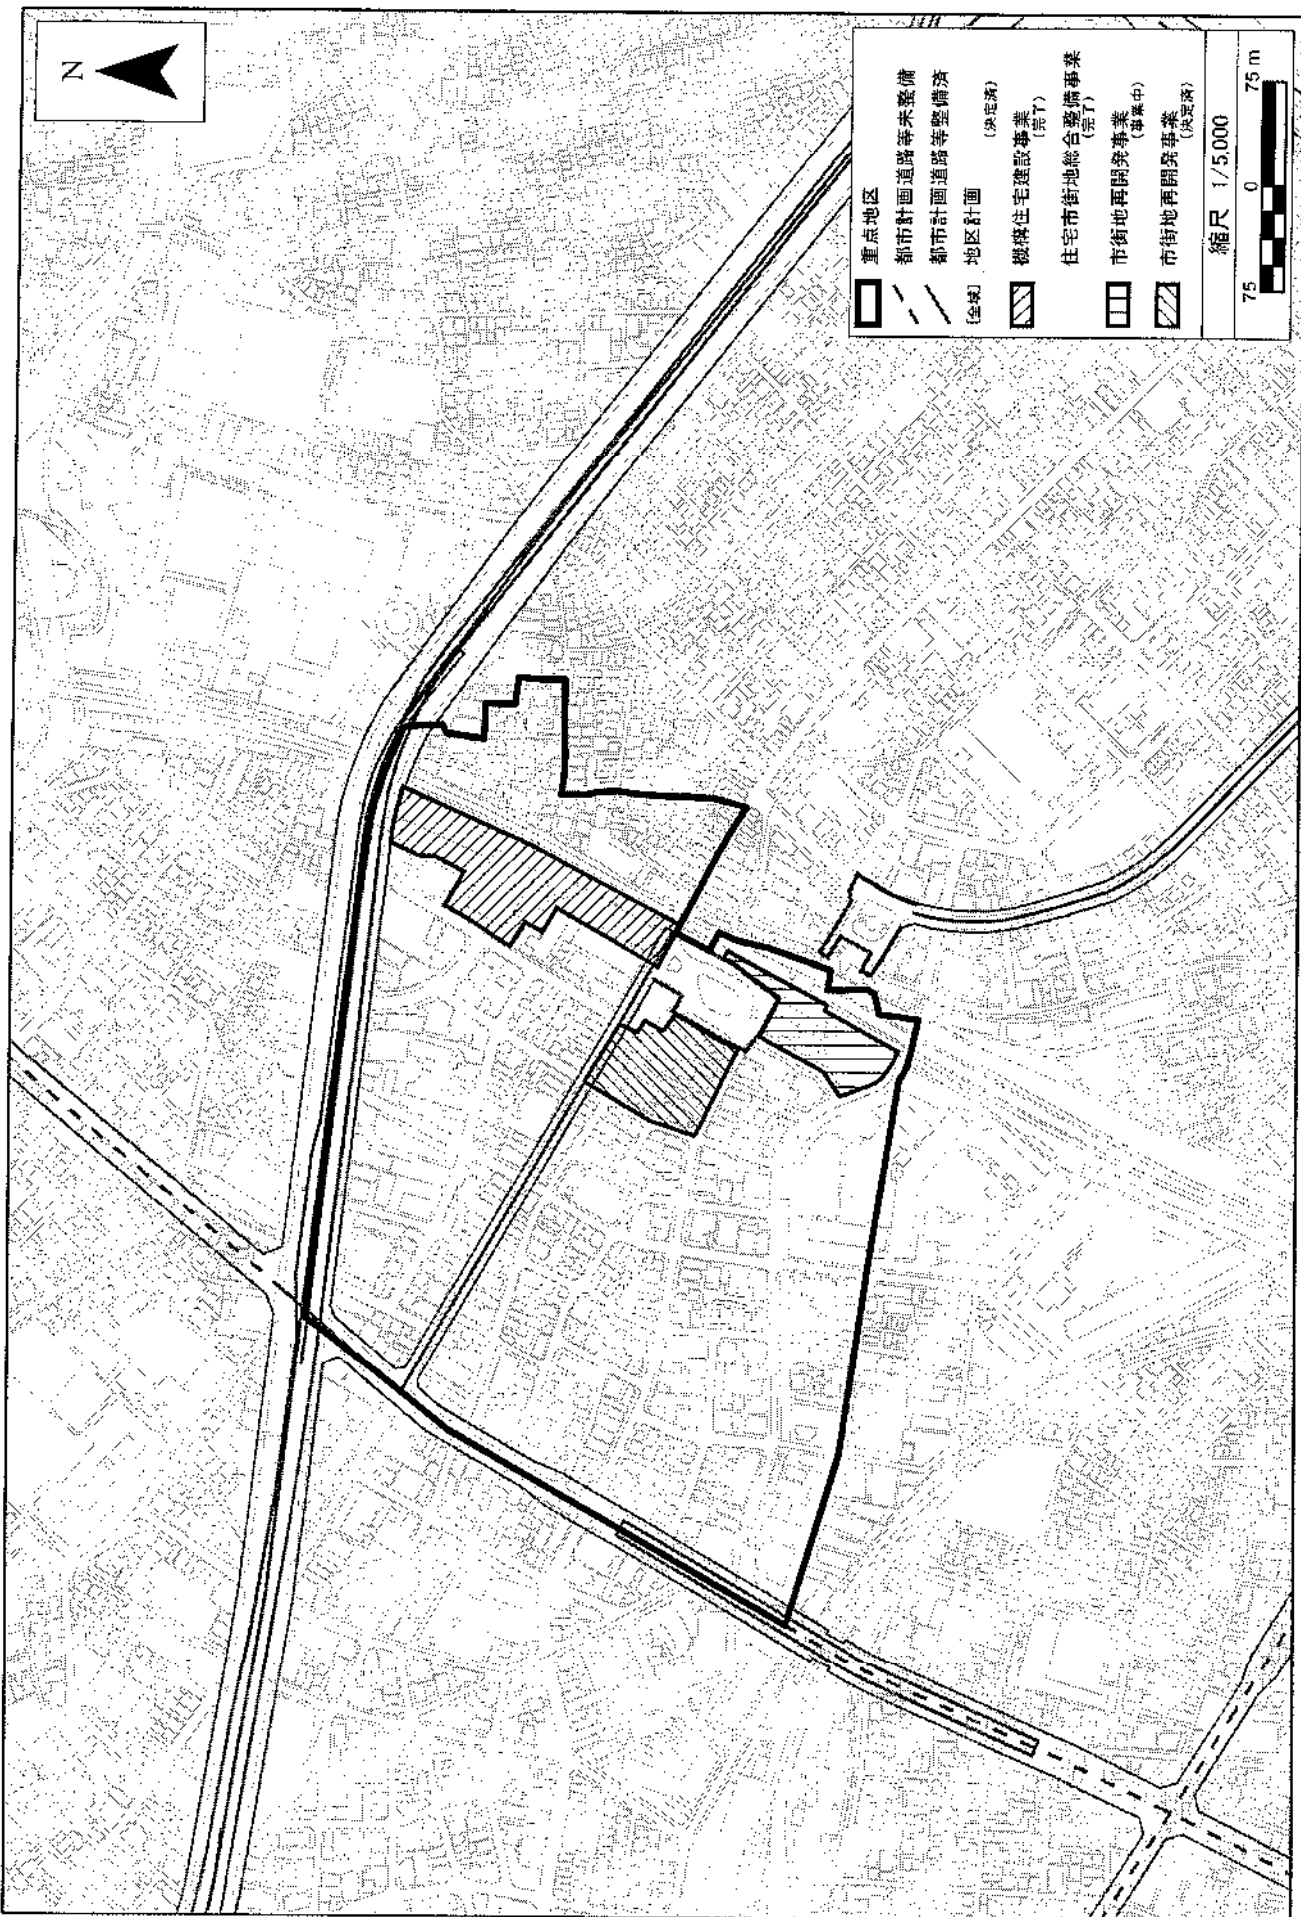 N
重点地区
都市計画道路等未整備
都市計画道路等整備済
［全域］ 地区計画 （決定済）
機構住宅建設事業
（完了）
住宅市街地総合整備事業
（完了）
市街地再開発事業
（事業中）
市街地再開発事業
（決定済）
縮尺 1/5,000
75 0 75 m